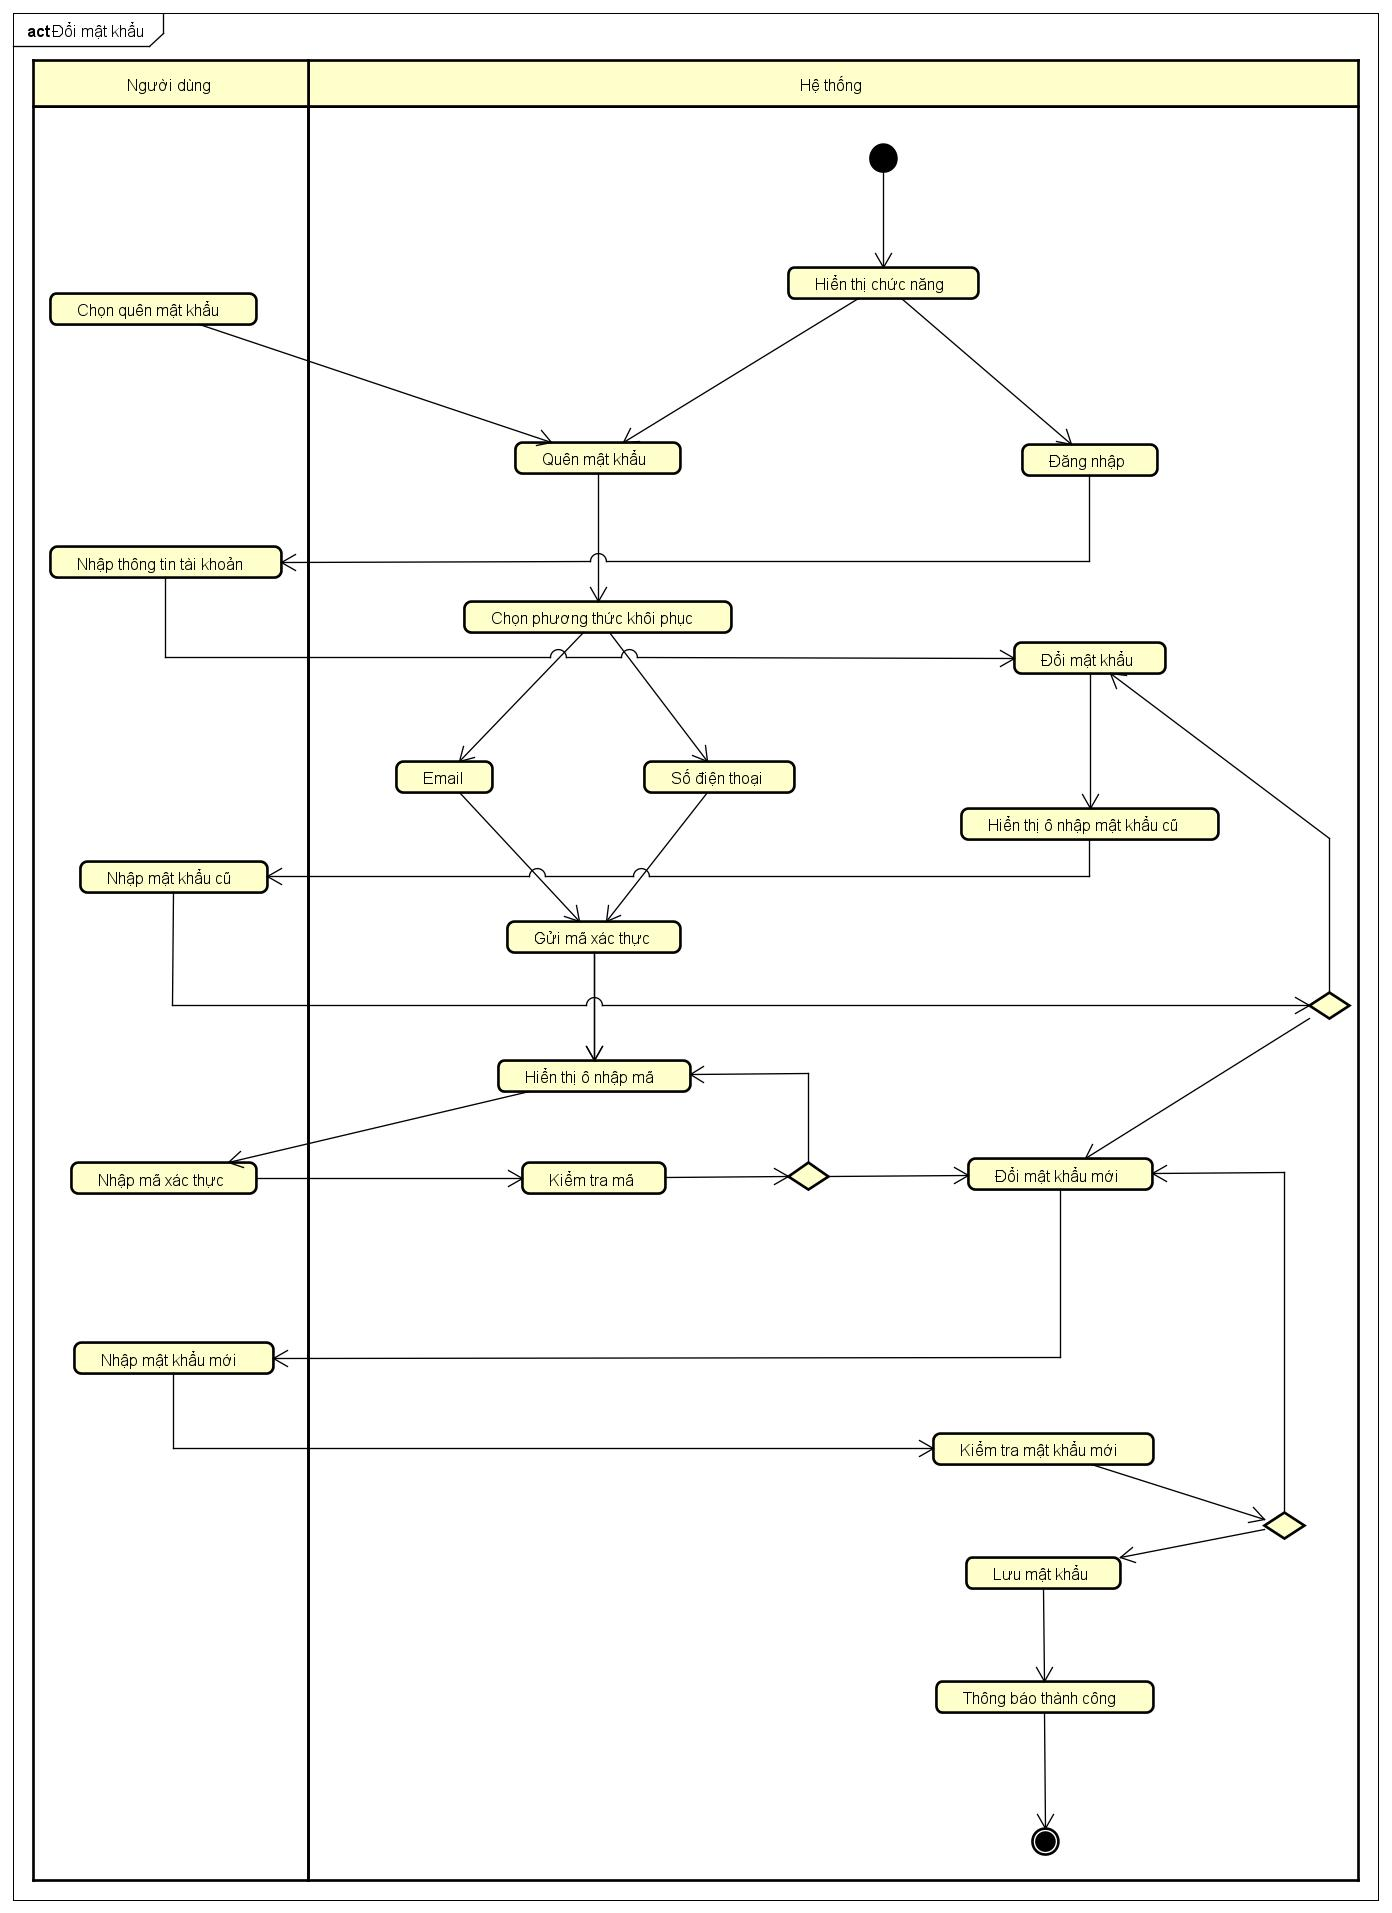 act Đổi mật khẩu
Người dùng
Hệ thống
Hiển thị chức năng
Chọn quên mật khẩu
Quên mật khẩu
Đăng nhập
Nhập thông tin tài khoản
Chọn phương thức khôi phục
Đổi mật khẩu
Email
Số điện thoại
Hiển thị ô nhập mật khẩu cũ
Nhập mật khẩu cũ
Gửi mã xác thực
Hiển thị ô nhập mã
Nhập mã xác thực
Kiểm tra mã
Đổi mật khẩu mới
Nhập mật khẩu mới
Kiểm tra mật khẩu mới
Lưu mật khẩu
Thông báo thành công